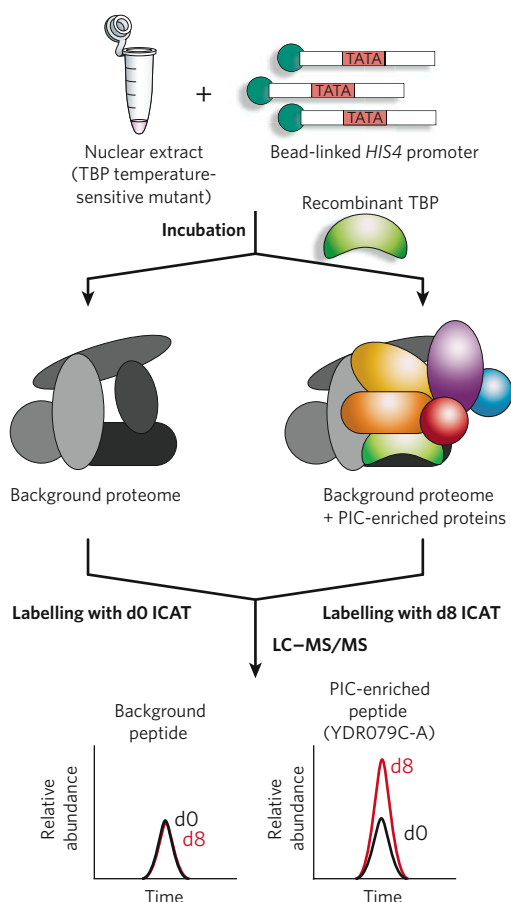 TATA
TATA
TATA
+
Nuclear extract
(TBP temperature-
sensitive mutant)
Bead-linked HIS4 promoter
Recombinant TBP
Incubation
Background proteome
Background proteome
+ PIC-enriched proteins
Labelling with d0 ICAT
Labelling with d8 ICAT
LC–MS/MS
Background
peptide
Relative
abundance
d0
d8
Time
PIC-enriched
peptide
(YDR079C-A)
Relative
abundance
d8
d0
Time